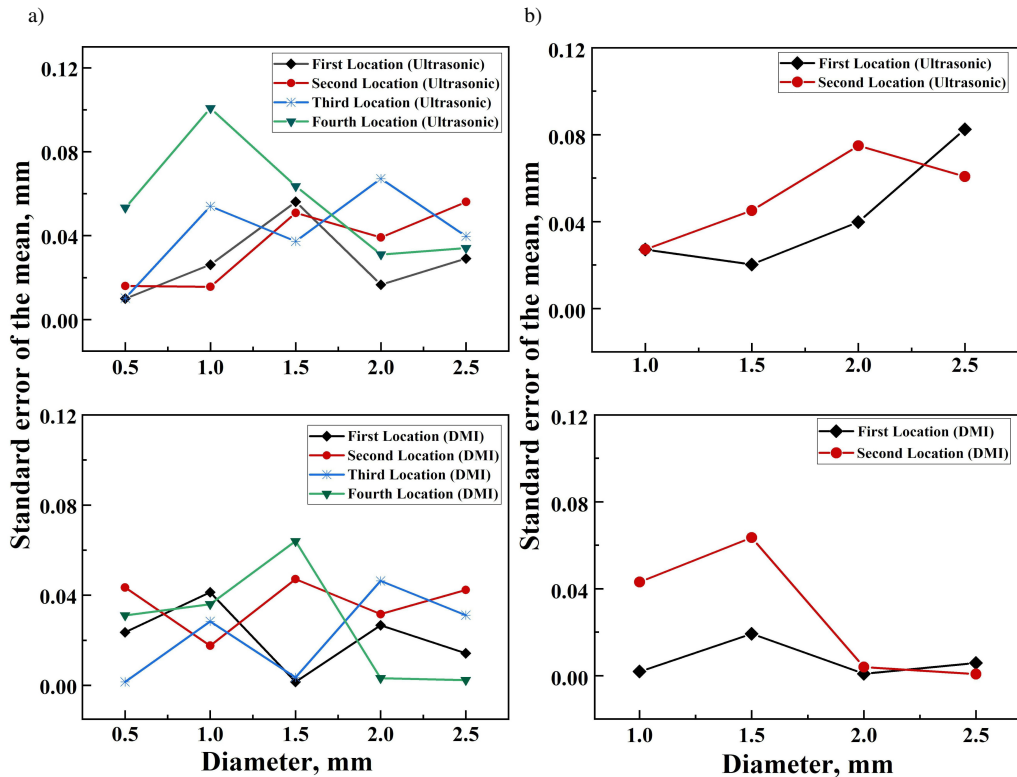 a)
b)
Standard error of the mean, mm
0.12
0.08
0.04
0.00
First Location (Ultrasonic)
Second Location (Ultrasonic)
Third Location (Ultrasonic)
Fourth Location (Ultrasonic)
0.5 1.0 1.5 2.0 2.5
0.12
0.08
0.04
0.00
First Location (DMI)
Second Location (DMI)
Third Location (DMI)
Fourth Location (DMI)
0.5 1.0 1.5 2.0 2.5
Diameter, mm
Standard error of the mean, mm
0.12
0.08
0.04
0.00
First Location (Ultrasonic)
Second Location (Ultrasonic)
1.0 1.5 2.0 2.5
0.12
0.08
0.04
0.00
First Location (DMI)
Second Location (DMI)
1.0 1.5 2.0 2.5
Diameter, mm